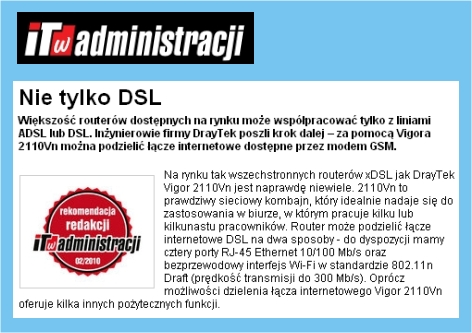 iTwadministracji
Nie tylko DSL
Większość routerów dostępnych na rynku może współpracować tylko z liniami
ADSL lub DSL. Inżynierowie firmy DrayTek poszli krok dalej – za pomocą Vigora
2110Vn można podzielić łącze internetowe dostępne przez modem GSM.
rekomendacja
redakcji
iTwadministracji
02/2010
Na rynku tak wszechstronnych routerów xDSL jak DrayTek
Vigor 2110Vn jest naprawdę niewiele. 2110Vn to
prawdziwy sieciowy kombajn, który idealnie nadaje się do
zastosowania w biurze, w którym pracuje kilku lub
kilkunastu pracowników. Router może podzielić łącze
internetowe DSL na dwa sposoby - do dyspozycji mamy
cztery porty RJ-45 Ethernet 10/100 Mb/s oraz
bezprzewodowy interfejs Wi-Fi w standardzie 802.11n
Draft (prędkość transmisji do 300 Mb/s). Oprócz
możliwości dzielenia łącza internetowego Vigor 2110Vn
oferuje kilka innych pożytecznych funkcji.